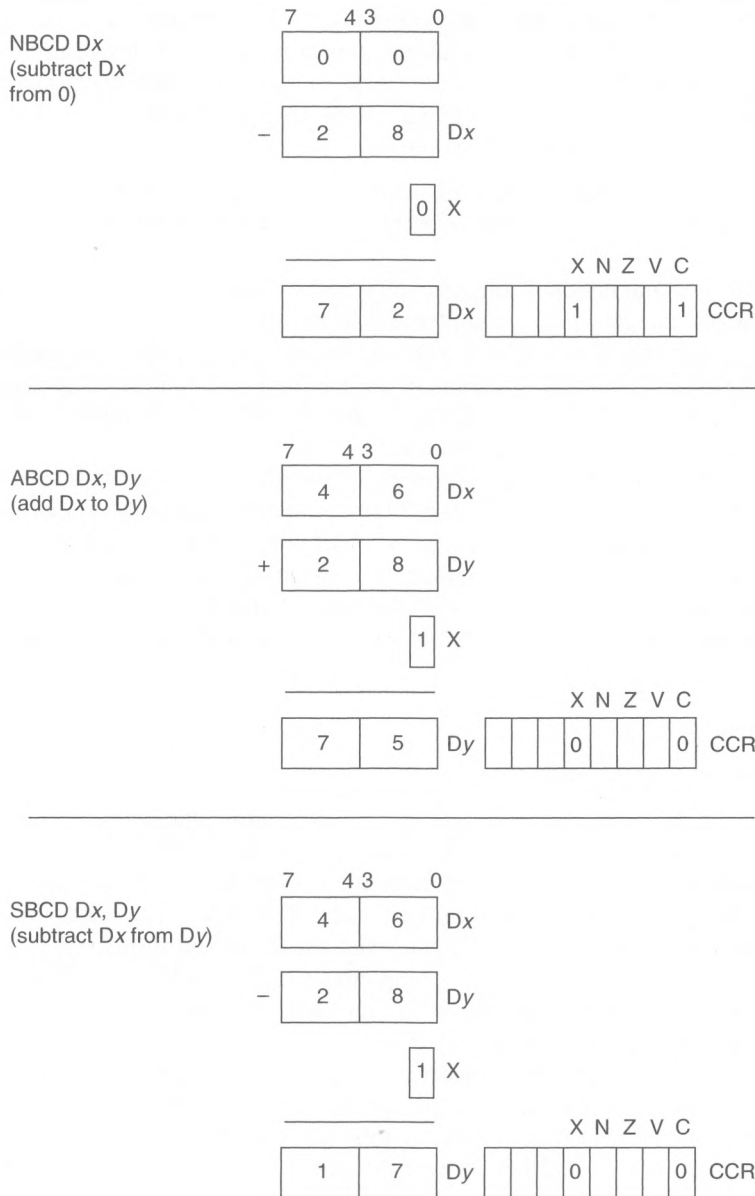 7 4 3 0
NBCD Dx
(subtract Dx
from 0)
0 0
– 2 8 Dx
0 X
X N Z V C
7 2 Dx 1 1 CCR
7 4 3 0
ABCD Dx, Dy
(add Dx to Dy)
4 6 Dx
+ 2 8 Dy
1 X
X N Z V C
7 5 Dy 0 0 CCR
7 4 3 0
SBCD Dx, Dy
(subtract Dx from Dy)
4 6 Dx
– 2 8 Dy
1 X
X N Z V C
1 7 Dy 0 0 CCR